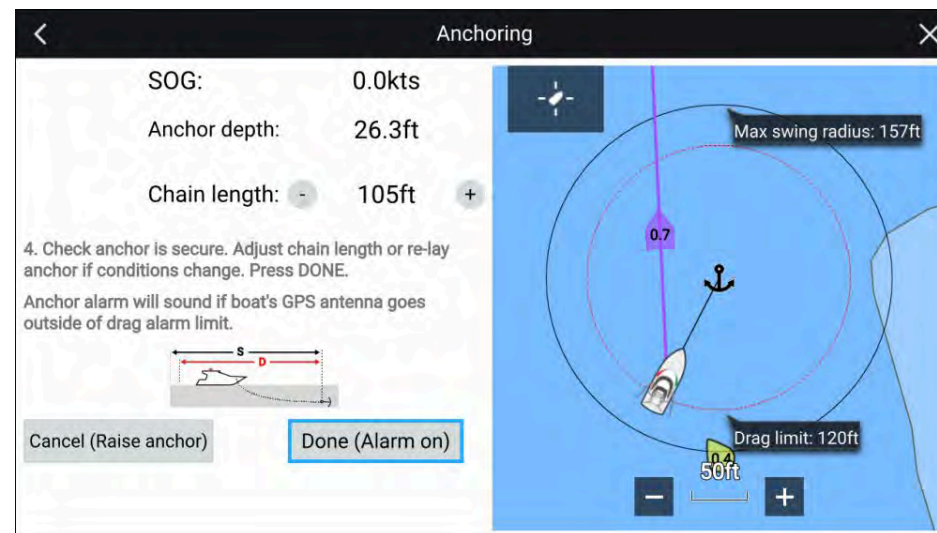 Anchoring
SOG: 0.0kts
Anchor depth: 26.3ft
Chain length: - 105ft +
4. Check anchor is secure. Adjust chain length or re-lay
anchor if conditions change. Press DONE.
Anchor alarm will sound if boat's GPS antenna goes
outside of drag alarm limit.
S
D
Cancel (Raise anchor)
Done (Alarm on)
Max swing radius: 157ft
0.7
Drag limit: 120ft
0.4
50ft